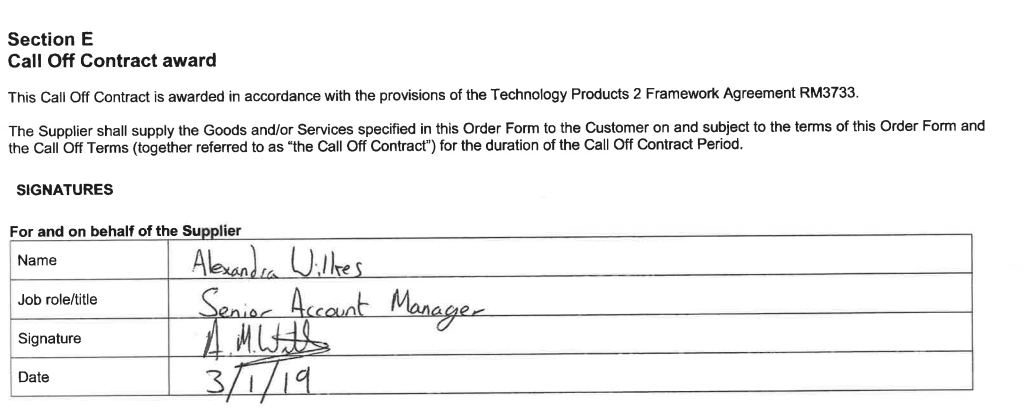 Section E
Call Off Contract award
This Call Off Contract is awarded in accordance with the provisions of the Technology Products 2 Framework Agreement RM3733.
The Supplier shall supply the Goods and/or Services specified in this Order Form to the Customer on and subject to the terms of this Order Form and
the Call Off Terms (together referred to as “the Call Off Contract”) for the duration of the Call Off Contract Period.
SIGNATURES
For and on behalf of the Supplier
Name Alexandra Wilkes
Job role/title Senior Account Manager
Signature A.M.
Date 3/1/19